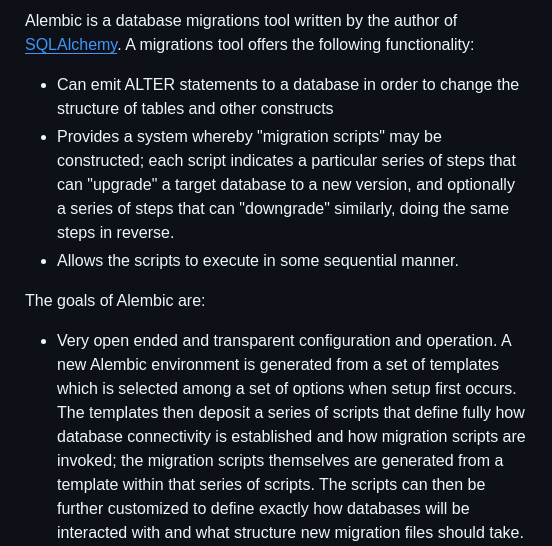 Alembic is a database migrations tool written by the author of
SQLAlchemy. A migrations tool offers the following functionality:
• Can emit ALTER statements to a database in order to change the
structure of tables and other constructs
• Provides a system whereby "migration scripts" may be
constructed; each script indicates a particular series of steps that
can "upgrade" a target database to a new version, and optionally
a series of steps that can "downgrade" similarly, doing the same
steps in reverse.
• Allows the scripts to execute in some sequential manner.
The goals of Alembic are:
• Very open ended and transparent configuration and operation. A
new Alembic environment is generated from a set of templates
which is selected among a set of options when setup first occurs.
The templates then deposit a series of scripts that define fully how
database connectivity is established and how migration scripts are
invoked; the migration scripts themselves are generated from a
template within that series of scripts. The scripts can then be
further customized to define exactly how databases will be
interacted with and what structure new migration files should take.